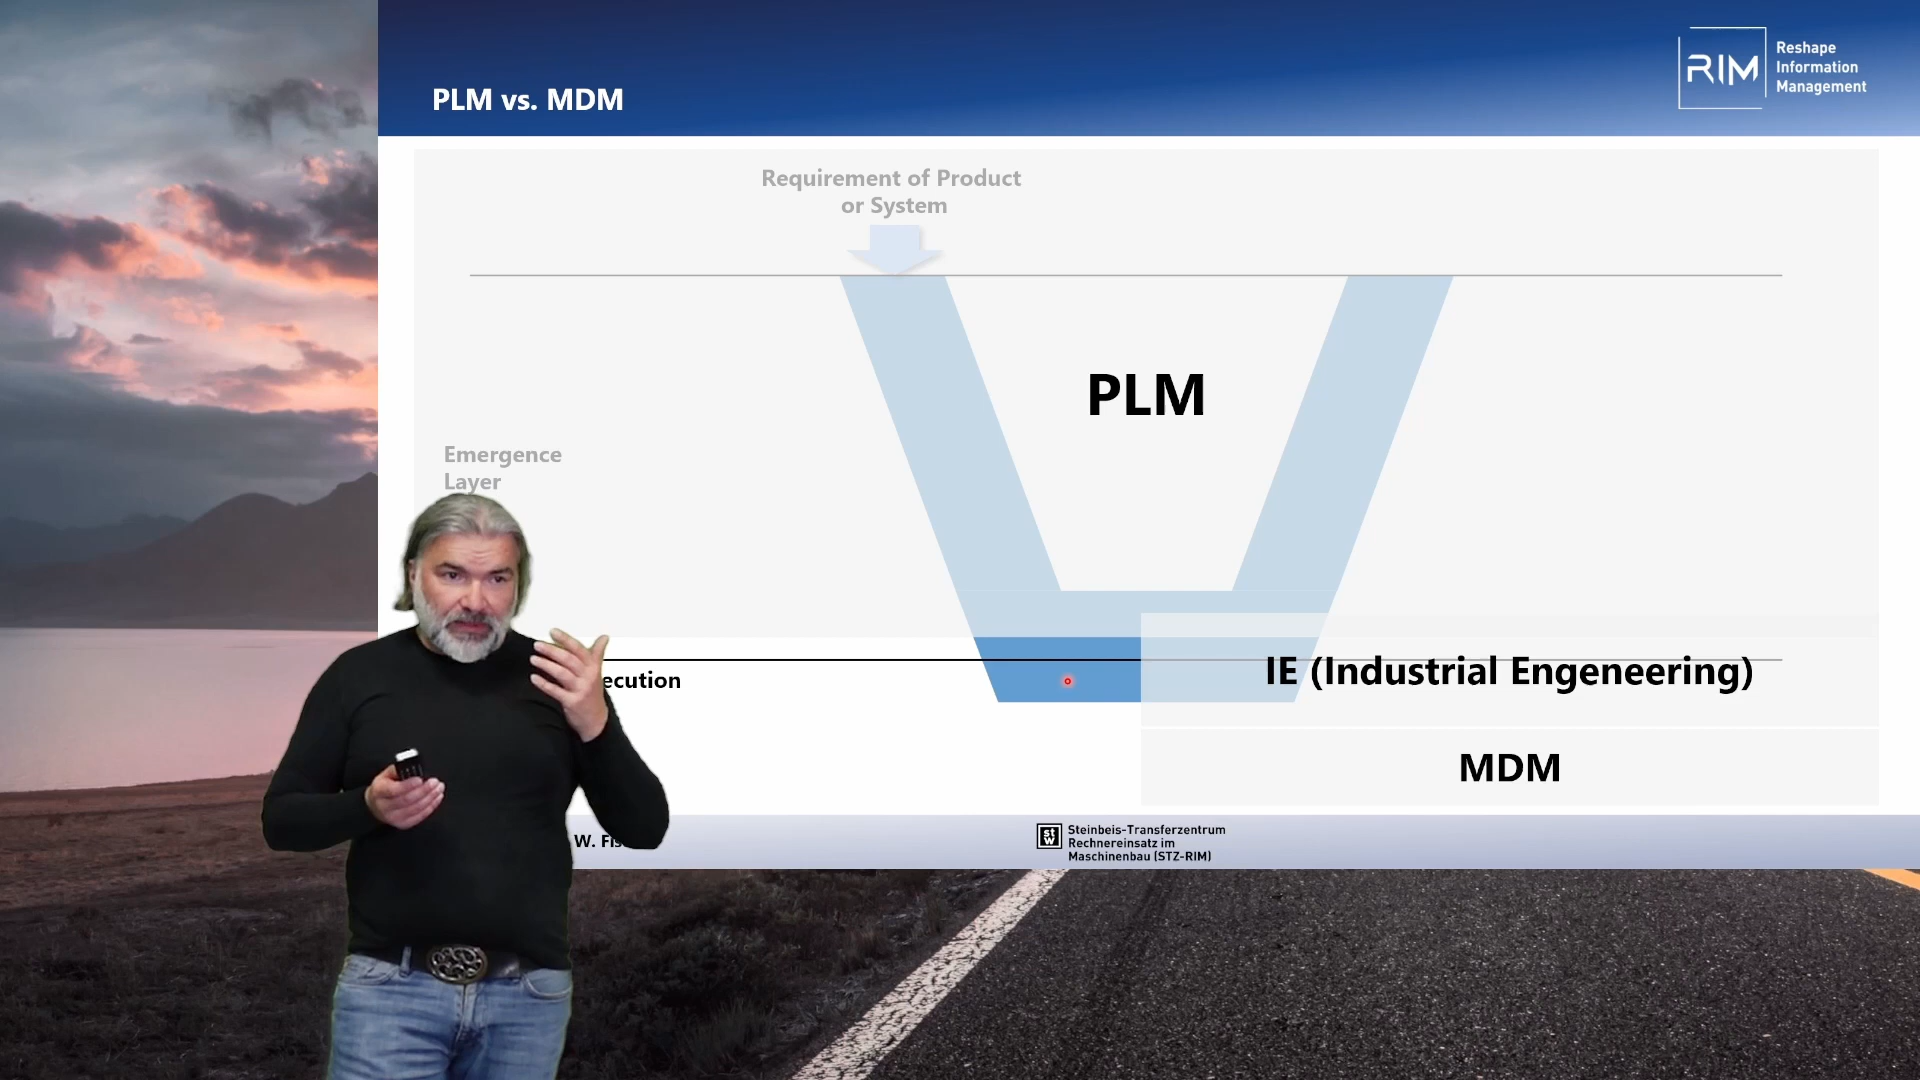 PLM vs. MDM
RIM
Reshape
Information
Management
Requirement of Product
or System
PLM
Emergence
Layer
ecution
IE (Industrial Engeneering)
MDM
W.
stw
Steinbeis-Transferzentrum
Rechnereinsatz im
Maschinenbau (STZ-RIM)